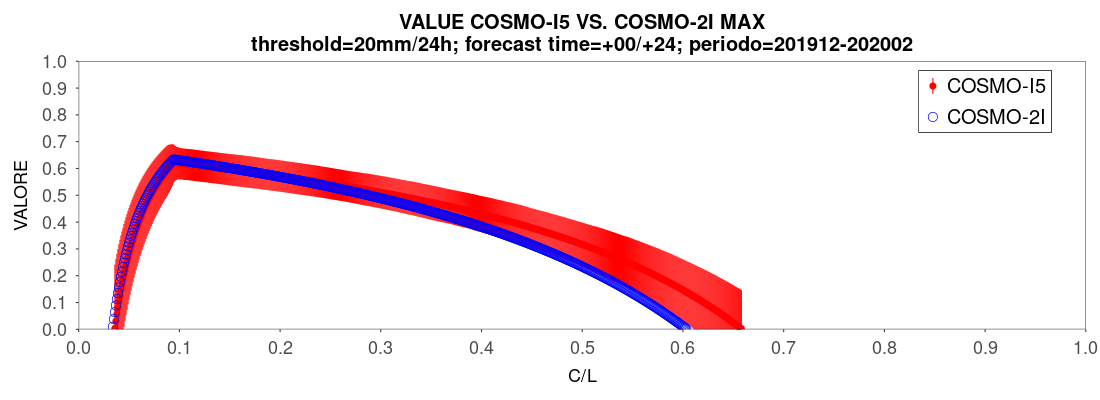 VALUE COSMO-I5 VS. COSMO-2I MAX
threshold=20mm/24h; forecast time=+00/+24; periodo=201912-202002
1.0
0.9
0.8
0.7
0.6
0.5
0.4
0.3
0.2
0.1
0.0
VALORE
COSMO-I5
COSMO-2I
0.0 0.1 0.2 0.3 0.4 0.5 0.6 0.7 0.8 0.9 1.0
C/L